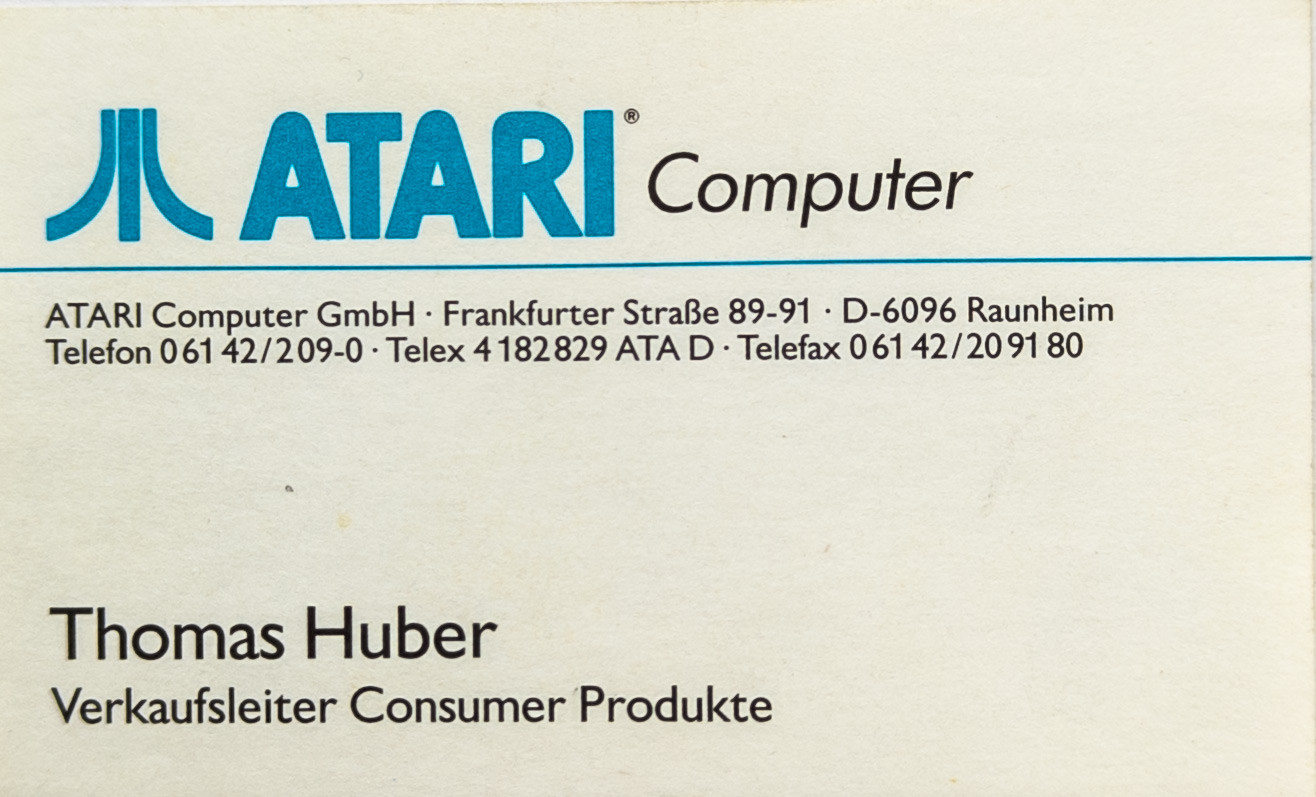 ATARI® Computer
ATARI Computer GmbH · Frankfurter Straße 89-91 · D-6096 Raunheim
Telefon 0 61 42/2 09-0 · Telex 4 182 829 ATA D · Telefax 0 61 42/20 91 80
Thomas Huber
Verkaufsleiter Consumer Produkte